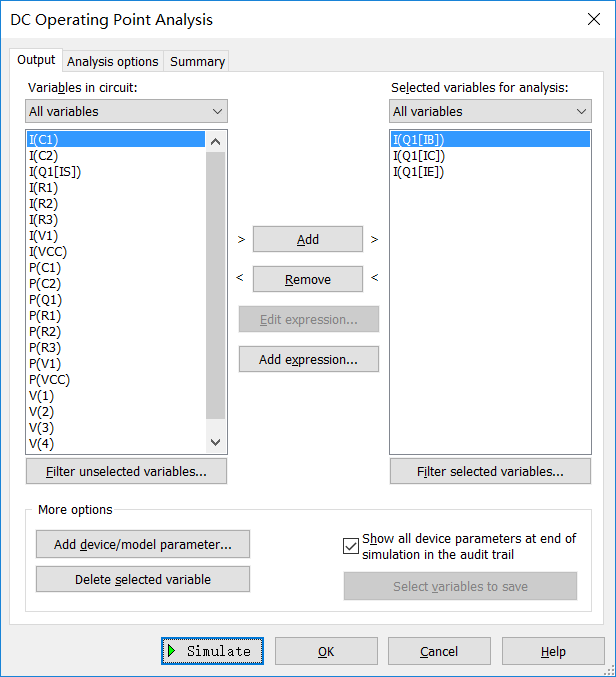 DC Operating Point Analysis
Output
Analysis options
Summary
Variables in circuit:
All variables
I(C1)
I(C2)
I(Q1[IS])
I(R1)
I(R2)
I(R3)
I(V1)
I(VCC)
P(C1)
P(C2)
P(Q1)
P(R1)
P(R2)
P(R3)
P(V1)
P(VCC)
V(1)
V(2)
V(3)
V(4)
Filter unselected variables...
> Add >
< Remove <
Edit expression...
Add expression...
Selected variables for analysis:
All variables
I(Q1[IB])
I(Q1[IC])
I(Q1[IE])
Filter selected variables...
More options
Add device/model parameter...
Delete selected variable
Show all device parameters at end of
simulation in the audit trail
Select variables to save
Simulate
OK
Cancel
Help